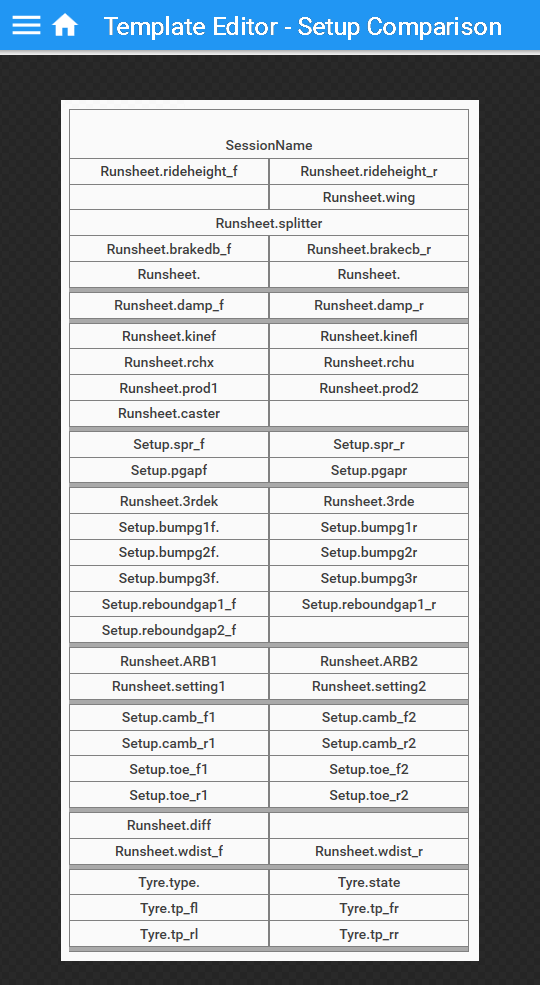 Template Editor - Setup Comparison
SessionName
Runsheet.rideheight_f Runsheet.rideheight_r
Runsheet.wing
Runsheet.splitter
Runsheet.brakedb_f Runsheet.brakecb_r
Runsheet. Runsheet.
Runsheet.damp_f Runsheet.damp_r
Runsheet.kinef Runsheet.kinefl
Runsheet.rchx Runsheet.rchu
Runsheet.prod1 Runsheet.prod2
Runsheet.caster
Setup.spr_f Setup.spr_r
Setup.pgapf Setup.pgapr
Runsheet.3rdek Runsheet.3rde
Setup.bumpg1f. Setup.bumpg1r
Setup.bumpg2f. Setup.bumpg2r
Setup.bumpg3f. Setup.bumpg3r
Setup.reboundgap1_f Setup.reboundgap1_r
Setup.reboundgap2_f
Runsheet.ARB1 Runsheet.ARB2
Runsheet.setting1 Runsheet.setting2
Setup.camb_f1 Setup.camb_f2
Setup.camb_r1 Setup.camb_r2
Setup.toe_f1 Setup.toe_f2
Setup.toe_r1 Setup.toe_r2
Runsheet.diff
Runsheet.wdist_f Runsheet.wdist_r
Tyre.type. Tyre.state
Tyre.tp_fl Tyre.tp_fr
Tyre.tp_rl Tyre.tp_rr